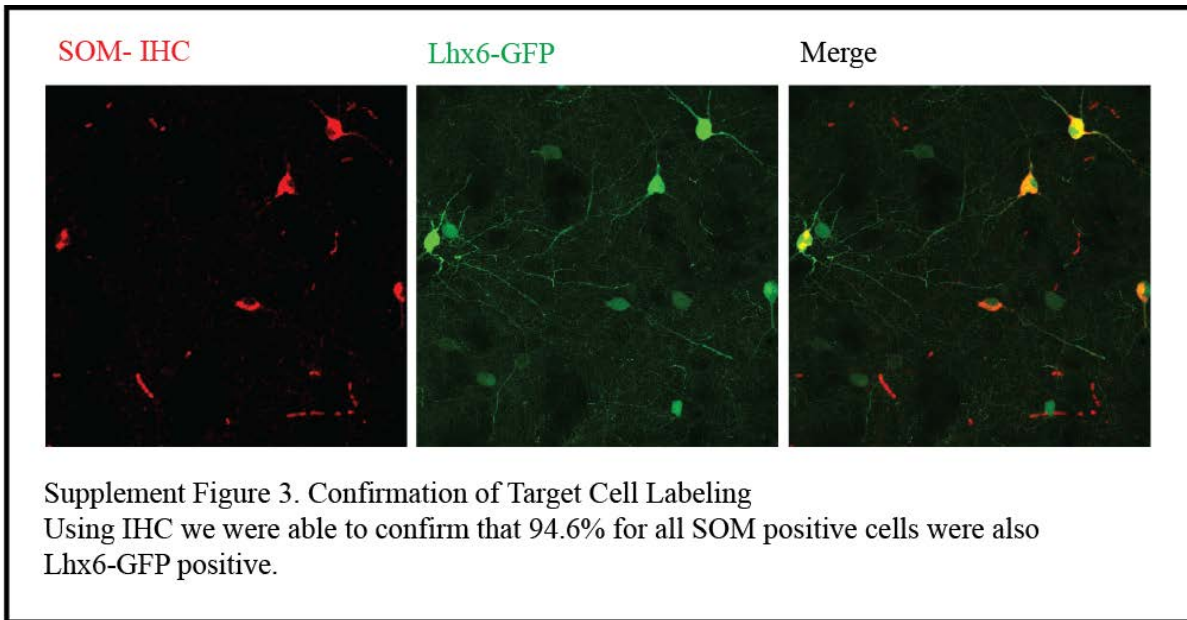 SOM- IHC Lhx6-GFP Merge
Supplement Figure 3. Confirmation of Target Cell Labeling
Using IHC we were able to confirm that 94.6% for all SOM positive cells were also
Lhx6-GFP positive.